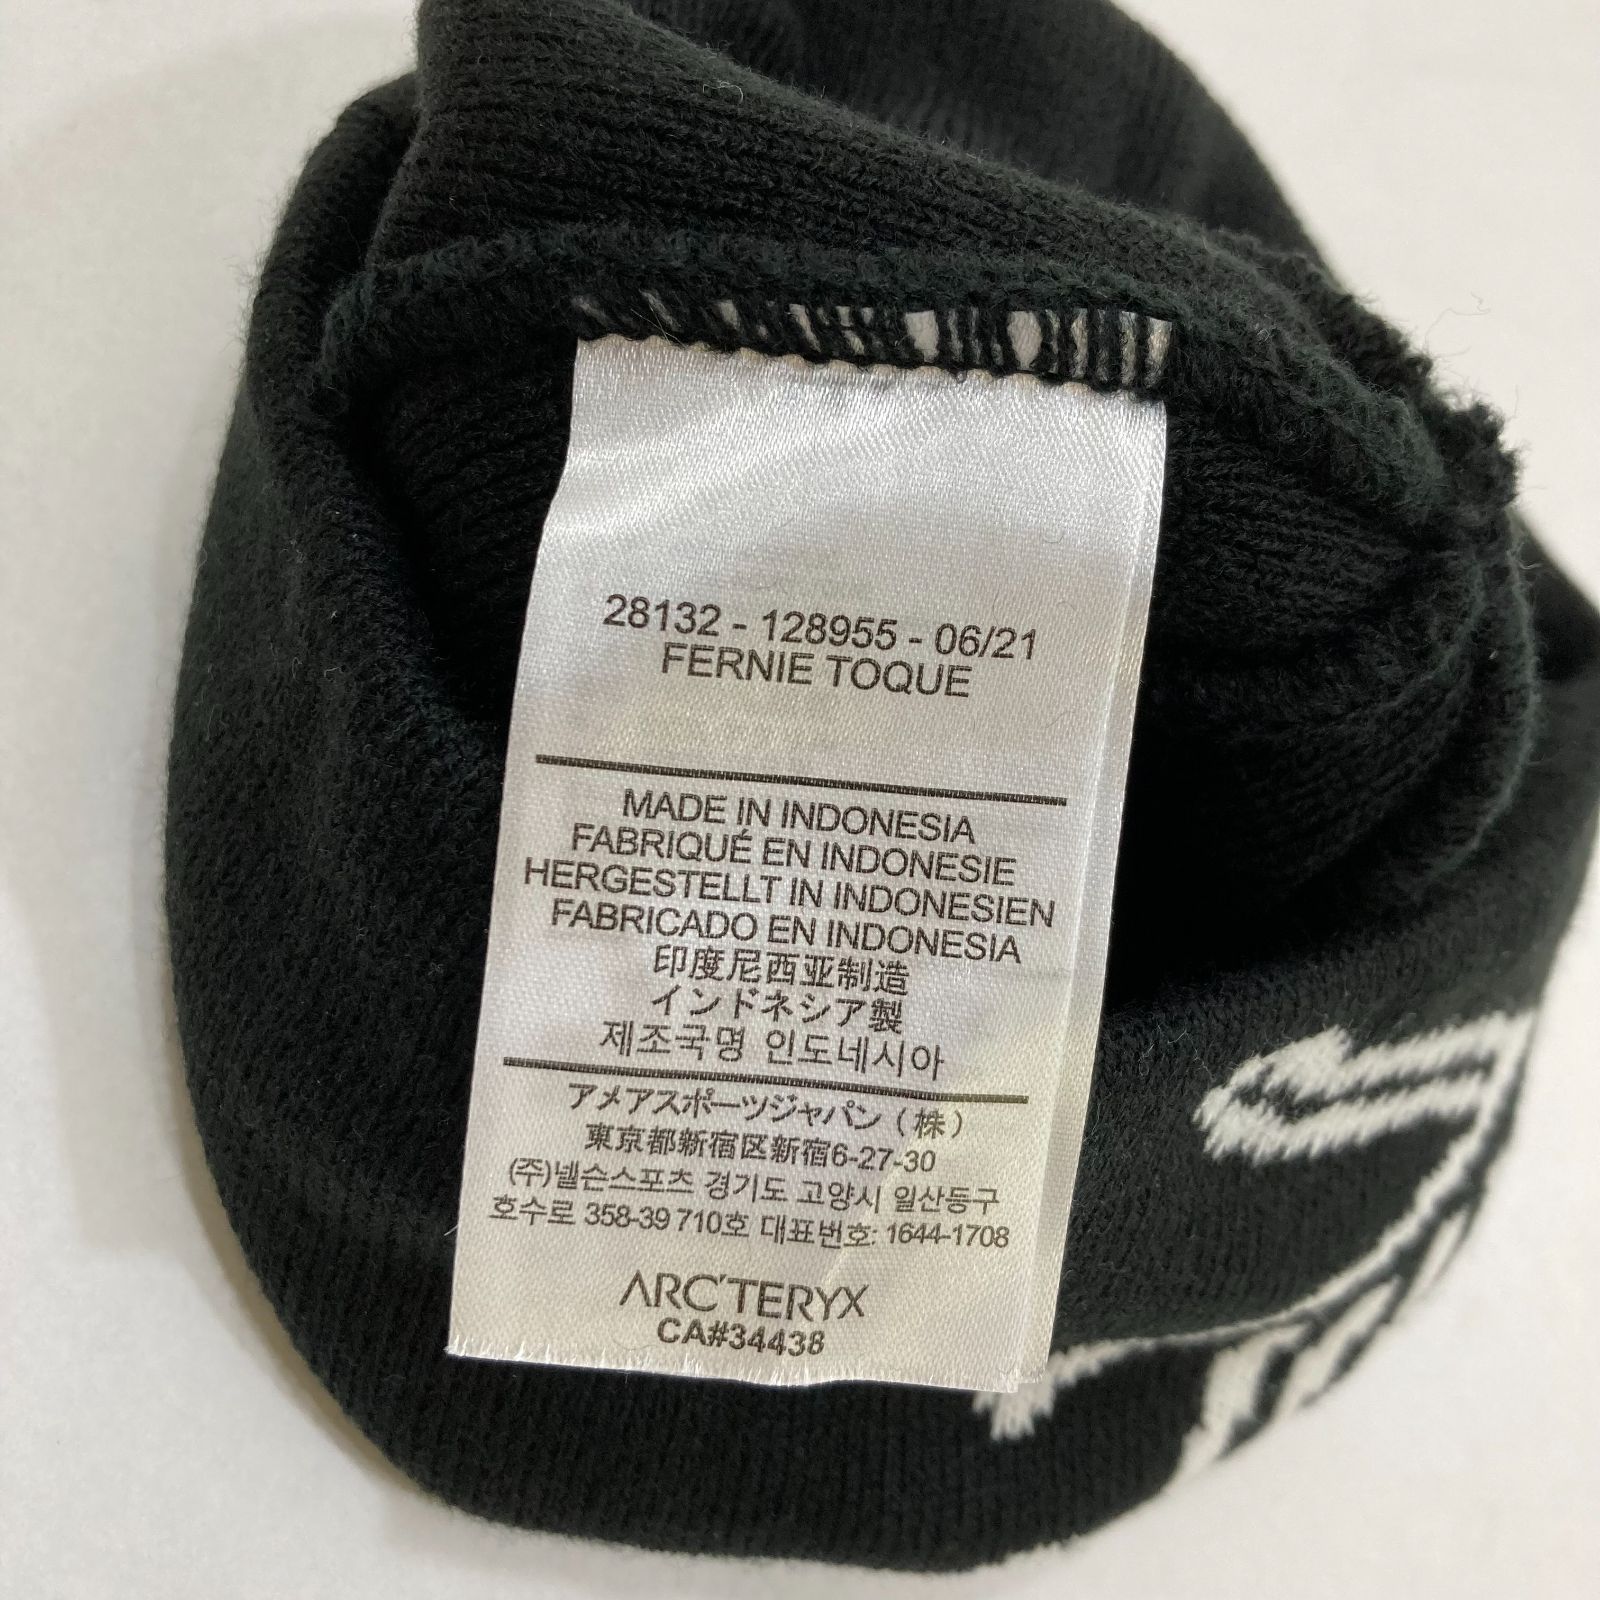 28132 - 128955 - 06/21
FERNIE TOQUE
MADE IN INDONESIA
FABRIQUÉ EN INDONESIE
HERGESTELLT IN INDONESIEN
FABRICADO EN INDONESIA
印度尼西亚制造
インドネシア製
제조국명 인도네시아
アメアスポーツジャパン（株）
東京都新宿区新宿6-27-30
(주)넬슨스포츠 경기도 고양시 일산동구
호수로 358-39 710호 대표번호: 1644-1708
ARC'TERYX
CA#34438